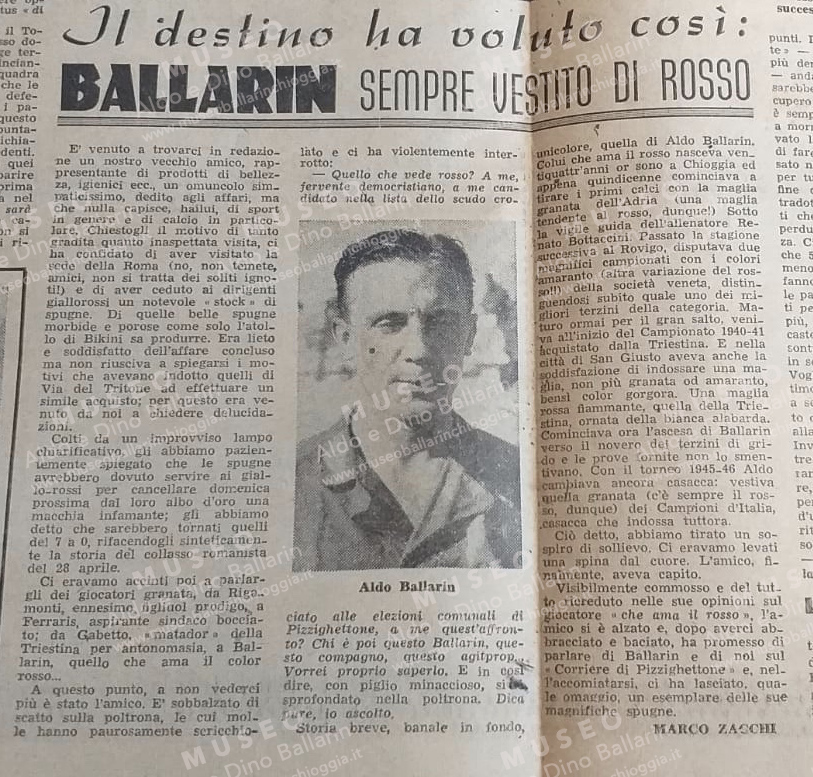 Il destino ha voluto così:
BALLARIN SEMPRE VESTITO DI ROSSO
E' venuto a trovarci in redazio-
ne un nostro vecchio amico, rap-
presentante di prodotti di bellez-
za, igienici ecc., un omuncolo sim-
paticissimo, dedito agli affari, ma
che nulla capisce, hailui, di sport
in genere e di calcio in partico-
lare. Chiestogli il motivo di tanto
gradita quanto inaspettata visita, ci
ha confidato di aver visitato la
sede della Roma (no, non temete,
amici, non si tratta dei soliti igno-
ti!) e di aver ceduto ai dirigenti
giallorossi un notevole « stock » di
spugne. Di quelle belle spugne
morbide e porose come solo l'atol-
lo di Bikini sa produrre. Era lieto
e soddisfatto dell'affare concluso
ma non riusciva a spiegarsi i mo-
tivi che avevano indotto quelli di
Via del Tritone ad effettuare un
simile acquisto; per questo era ve-
nuto da noi a chiedere delucida-
zioni.
Colti da un improvviso lampo
chiarificativo, gli abbiamo pazien-
temente spiegato che le spugne
avrebbero dovuto servire ai gial-
lo-rossi per cancellare domenica
prossima dal loro albo d'oro una
macchia infamante; gli abbiamo
detto che sarebbero tornati quelli
del 7 a 0, rifacendogli sinteticamen-
te la storia del collasso romanista
del 28 aprile.
Ci eravamo accinti poi a parlar-
gli dei giocatori granata, da Riga-
monti, ennesimo figliuol prodigo, a
Ferraris, aspirante sindaco boccia-
to; da Gabetto, « matador » della
Triestina per antonomasia, a Bal-
larin, quello che ama il color
rosso...
A questo punto, a non vederci
più è stato l'amico. E' sobbalzato di
scatto sulla poltrona, le cui mol-
le hanno paurosamente scricchio-
lato e ci ha violentemente inter-
rotto:
— Quello che vede rosso? A me,
fervente democristiano, a me can-
didato nella lista dello scudo cro-
Aldo Ballarin
ciato alle elezioni comunali di
Pizzighettone, a me quest'affron-
to? Chi è poi questo Ballarin, que-
sto compagno, questo agitprop...
Vorrei proprio saperlo. E in così
dire, con piglio minaccioso, si è
sprofondato nella poltrona. Dica
pure, io ascolto.
Storia breve, banale in fondo,
unicolore, quella di Aldo Ballarin.
Colui che ama il rosso nasceva ven-
tiquattr'anni or sono a Chioggia ed
appena quindicenne cominciava a
tirare i primi calci con la maglia
granata dell'Adria (una maglia
tendente al rosso, dunque!) Sotto
la vigile guida dell'allenatore Re-
nato Bottaccini. Passato la stagione
successiva al Rovigo, disputava due
magnifici campionati con i colori
amaranto (altra variazione del ros-
so!!) della società veneta, distin-
guendosi subito quale uno dei mi-
gliori terzini della categoria. Ma-
turo ormai per il gran salto, veni-
va all'inizio del Campionato 1940-41
acquistato dalla Triestina. E nella
città di San Giusto aveva anche la
soddisfazione di indossare una ma-
glia, non più granata od amaranto,
bensì color gorgora. Una maglia
rossa fiammante, quella della Trie-
stina, ornata della bianca alabarda.
Cominciava ora l'ascesa di Ballarin
verso il novero dei terzini di gri-
do e le prove fornite non lo smen-
tivano. Con il torneo 1945-46 Aldo
cambiava ancora casacca: vestiva
quella granata (c'è sempre il ros-
so, dunque) dei Campioni d'Italia,
casacca che indossa tuttora.
Ciò detto, abbiamo tirato un so-
spiro di sollievo. Ci eravamo levati
una spina dal cuore. L'amico, fi-
nalmente, aveva capito.
Visibilmente commosso e del tut-
to ricreduto nelle sue opinioni sul
giocatore « che ama il rosso », l'a-
mico si è alzato e, dopo averci ab-
bracciato e baciato, ha promesso di
parlare di Ballarin e di noi sul
« Corriere di Pizzighettone » e, nel-
l'accomiatarsi, ci ha lasciato, qua-
le omaggio, un esemplare delle sue
magnifiche spugne.
MARCO ZACCHI
MUSEO
Aldo e Dino Ballarin
www.museoballarinchioggia.it